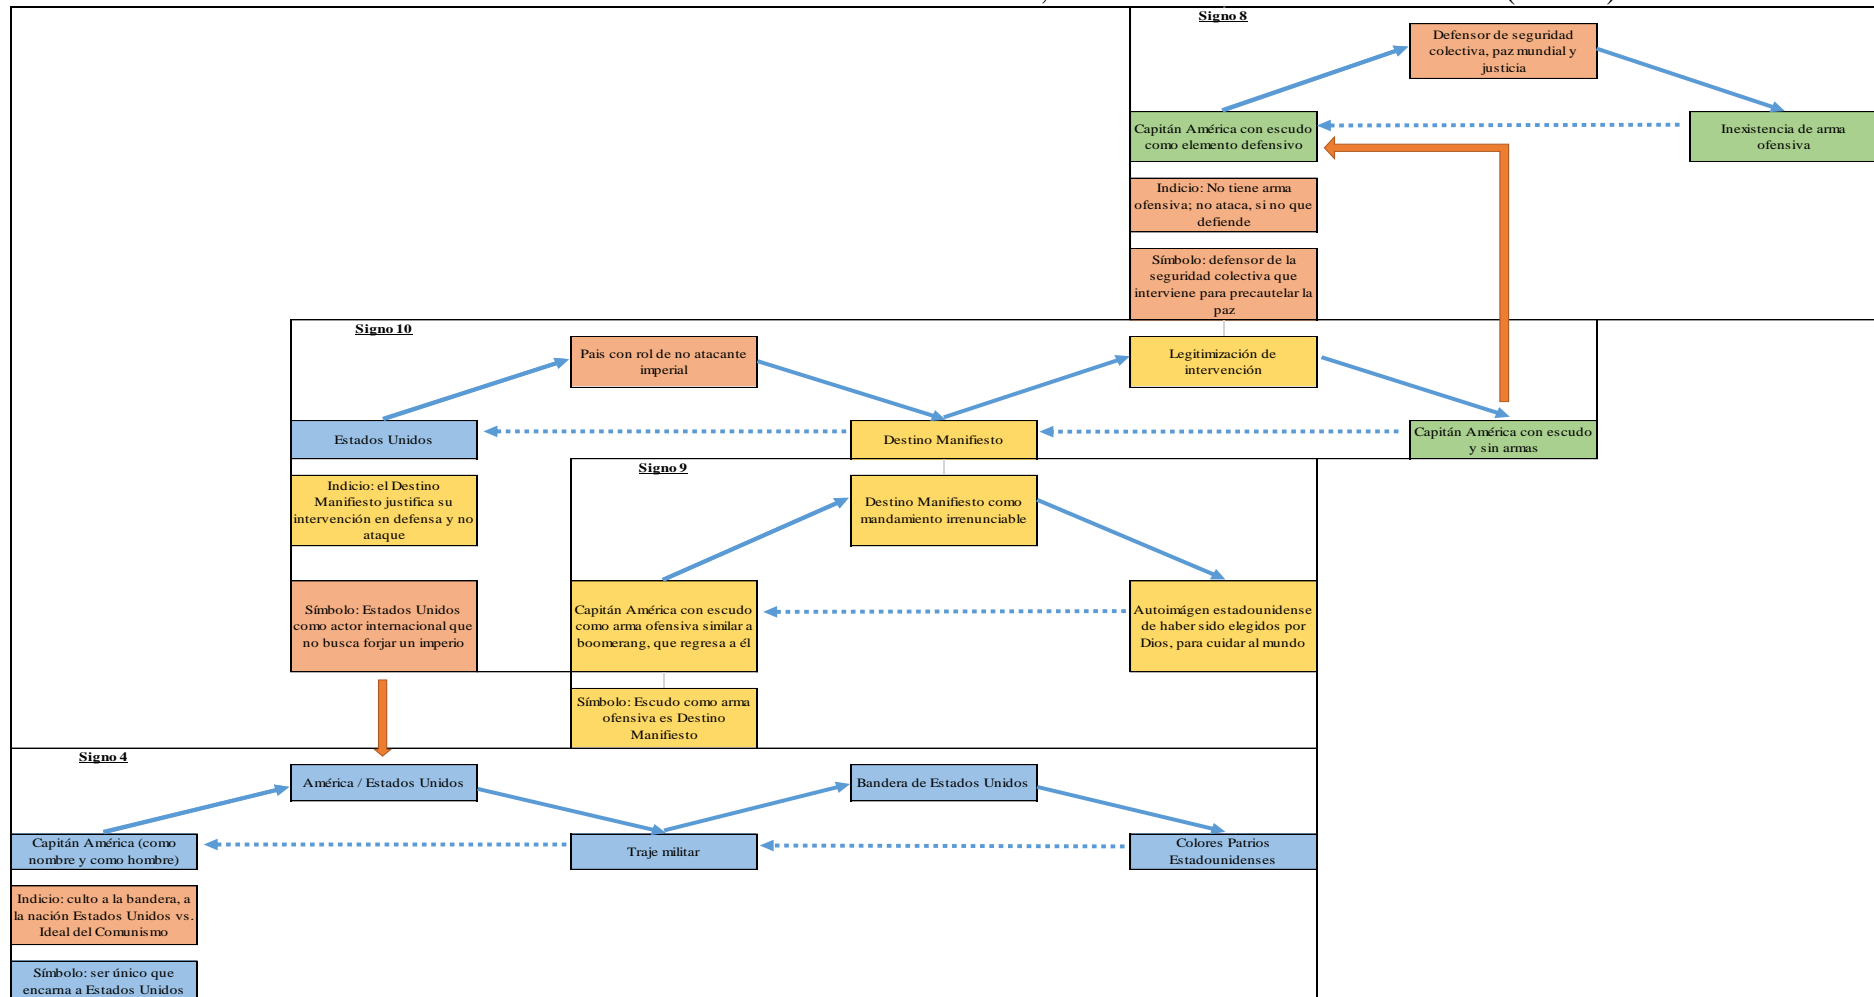 Signo 8
Defensor de seguridad
colectiva, paz mundial y
justicia
Capitán América con escudo
como elemento defensivo
Inexistencia de arma
ofensiva
Indicio: No tiene arma
ofensiva; no ataca, si no que
defiende
Símbolo: defensor de la
seguridad colectiva que
interviene para precautelar la
paz
Signo 10
Pais con rol de no atacante
imperial
Legitimización de
intervención
Estados Unidos
Destino Manifiesto
Capitán América con escudo
y sin armas
Indicio: el Destino
Manifiesto justifica su
intervención en defensa y no
ataque
Símbolo: Estados Unidos
como actor internacional que
no busca forjar un imperio
Signo 9
Destino Manifiesto como
mandamiento irrenunciable
Capitán América con escudo
como arma ofensiva similar a
boomerang, que regresa a él
Autoimágen estadounidense
de haber sido elegidos por
Dios, para cuidar al mundo
Símbolo: Escudo como arma
ofensiva es Destino
Manifiesto
Signo 4
América / Estados Unidos
Bandera de Estados Unidos
Capitán América (como
nombre y como hombre)
Traje militar
Colores Patrios
Estadounidenses
Indicio: culto a la bandera, a
la nación Estados Unidos vs.
Ideal del Comunismo
Símbolo: ser único que
encarna a Estados Unidos